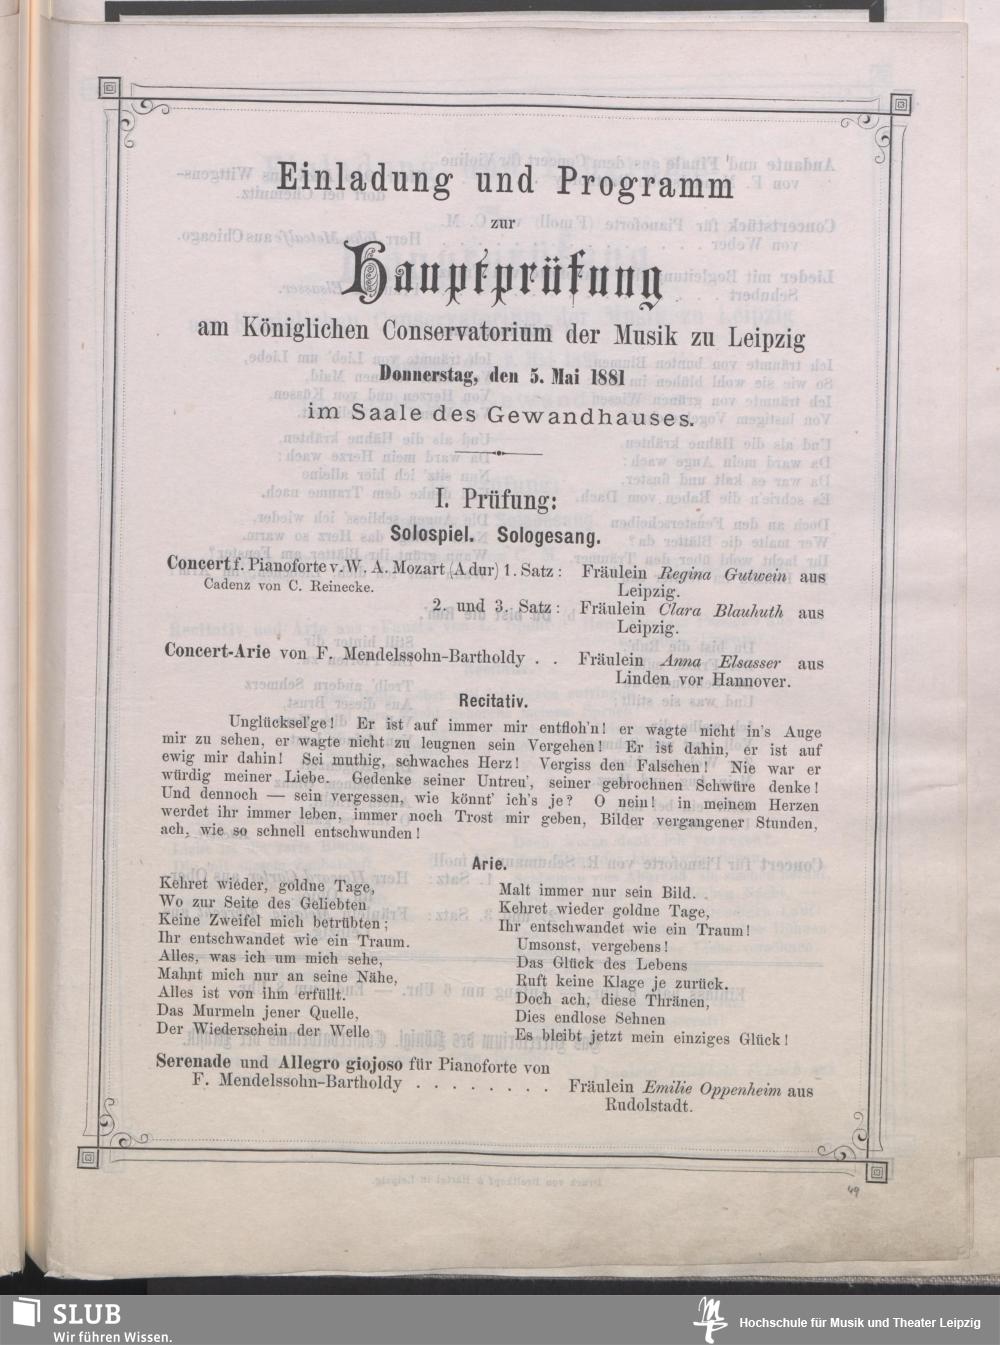 Einladung und Programm
zur
Hauptprüfung
am Königlichen Conservatorium der Musik zu Leipzig
Donnerstag, den 5. Mai 1881
im Saale des Gewandhauses.
I. Prüfung:
Solospiel. Sologesang.
Concert f. Pianoforte v. W. A. Mozart (A dur) 1. Satz: Fräulein Regina Gutwein aus
Cadenz von C. Reinecke. Leipzig.
2. und 3. Satz: Fräulein Clara Blauhuth aus
Leipzig.
Concert-Arie von F. Mendelssohn-Bartholdy . . Fräulein Anna Elsasser aus
Linden vor Hannover.
Recitativ.
Unglücksel'ge! Er ist auf immer mir entfloh'n! er wagte nicht in's Auge
mir zu sehen, er wagte nicht zu leugnen sein Vergehen! Er ist dahin, er ist auf
ewig mir dahin! Sei muthig, schwaches Herz! Vergiss den Falschen! Nie war er
würdig meiner Liebe. Gedenke seiner Untreu', seiner gebrochnen Schwüre denke!
Und dennoch — sein vergessen, wie könnt' ich's je? O nein! in meinem Herzen
werdet ihr immer leben, immer noch Trost mir geben, Bilder vergangener Stunden,
ach, wie so schnell entschwunden!
Arie.
Kehret wieder, goldne Tage,
Wo zur Seite des Geliebten
Keine Zweifel mich betrübten;
Ihr entschwandet wie ein Traum.
Alles, was ich um mich sehe,
Mahnt mich nur an seine Nähe,
Alles ist von ihm erfüllt.
Das Murmeln jener Quelle,
Der Wiederschein der Welle
Malt immer nur sein Bild.
Kehret wieder goldne Tage,
Ihr entschwandet wie ein Traum!
Umsonst, vergebens!
Das Glück des Lebens
Ruft keine Klage je zurück.
Doch ach, diese Thränen,
Dies endlose Sehnen
Es bleibt jetzt mein einziges Glück!
Serenade und Allegro giojoso für Pianoforte von
F. Mendelssohn-Bartholdy . . . . . . . . Fräulein Emilie Oppenheim aus
Rudolstadt.
49
SLUB
Wir führen Wissen.
Hochschule für Musik und Theater Leipzig